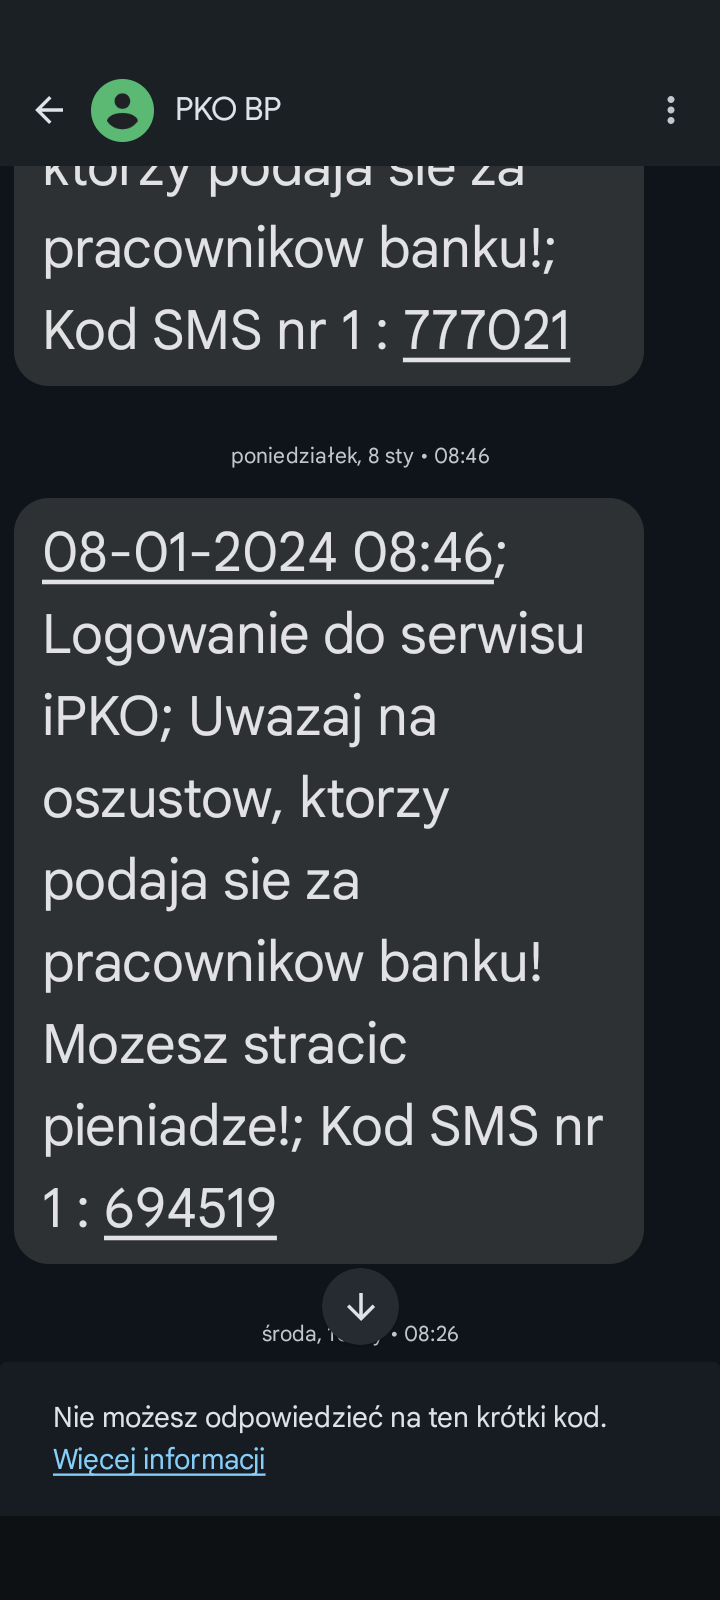 PKO BP
ktorzy podaja sie za
pracownikow banku!;
Kod SMS nr 1 : 777021
poniedziałek, 8 sty • 08:46
08-01-2024 08:46;
Logowanie do serwisu
iPKO; Uwazaj na
oszustow, ktorzy
podaja sie za
pracownikow banku!
Mozesz stracic
pieniadze!; Kod SMS nr
1 : 694519
środa, • 08:26
Nie możesz odpowiedzieć na ten krótki kod.
Więcej informacji